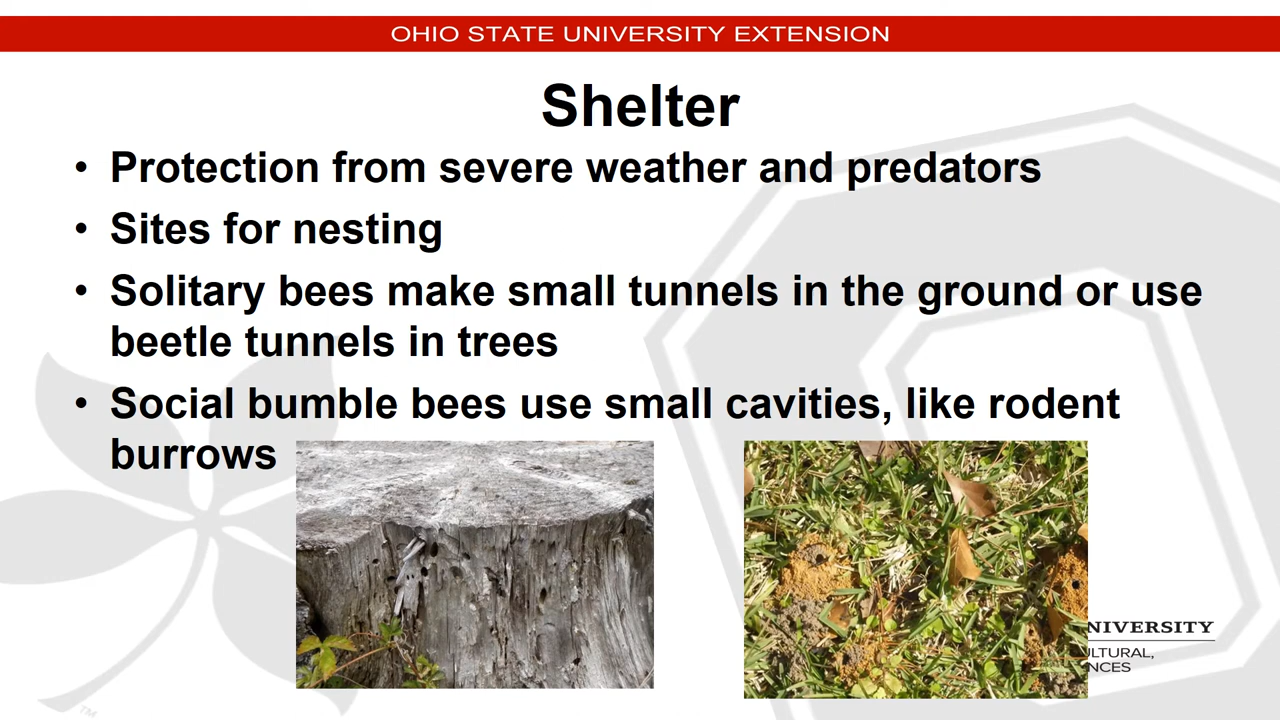 OHIO STATE UNIVERSITY EXTENSION
Shelter
• Protection from severe weather and predators
• Sites for nesting
• Solitary bees make small tunnels in the ground or use
beetle tunnels in trees
• Social bumble bees use small cavities, like rodent
burrows
NIVERSITY
ULTURAL,
NCES
TM